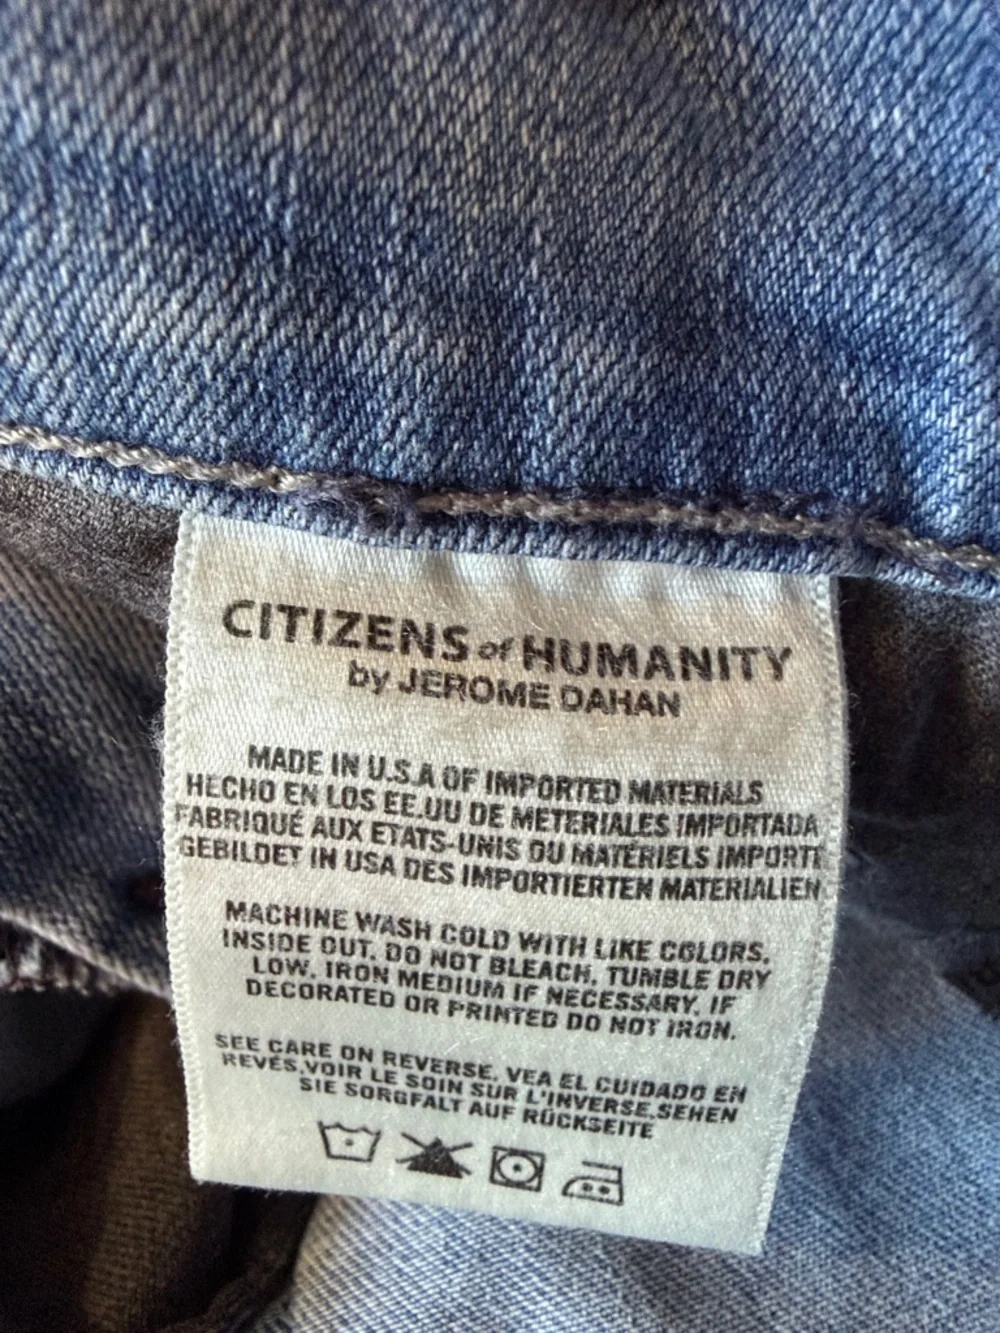 CITIZENS of HUMANITY
by JEROME DAHAN
MADE IN U.S.A OF IMPORTED MATERIALS
HECHO EN LOS EE.UU DE METERIALES IMPORTADA
FABRIQUÉ AUX ETATS-UNIS OU MATÉRIELS IMPORTÉ
GEBILDET IN USA DES IMPORTIERTEN MATERIALIEN
MACHINE WASH COLD WITH LIKE COLORS,
INSIDE OUT. DO NOT BLEACH, TUMBLE DRY
LOW. IRON MEDIUM IF NECESSARY. IF
DECORATED OR PRINTED DO NOT IRON.
SEE CARE ON REVERSE. VEA EL CUIDADO EN
REVÉS.VOIR LE SOIN SUR L'INVERSE.SEHEN
SIE SORGFALT AUF RÜCKSEITE